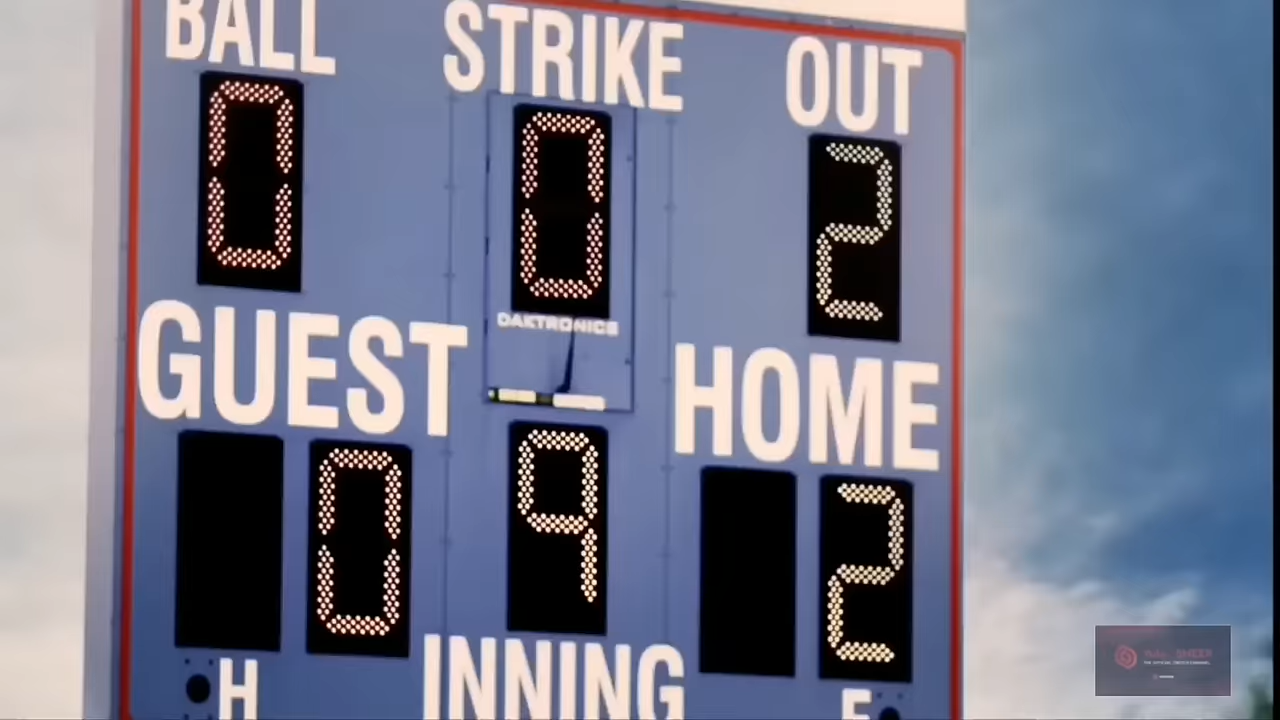 BALL STRIKE OUT
0 0 2
DAKTRONICS
GUEST HOME
0 9 2
INNING
H E